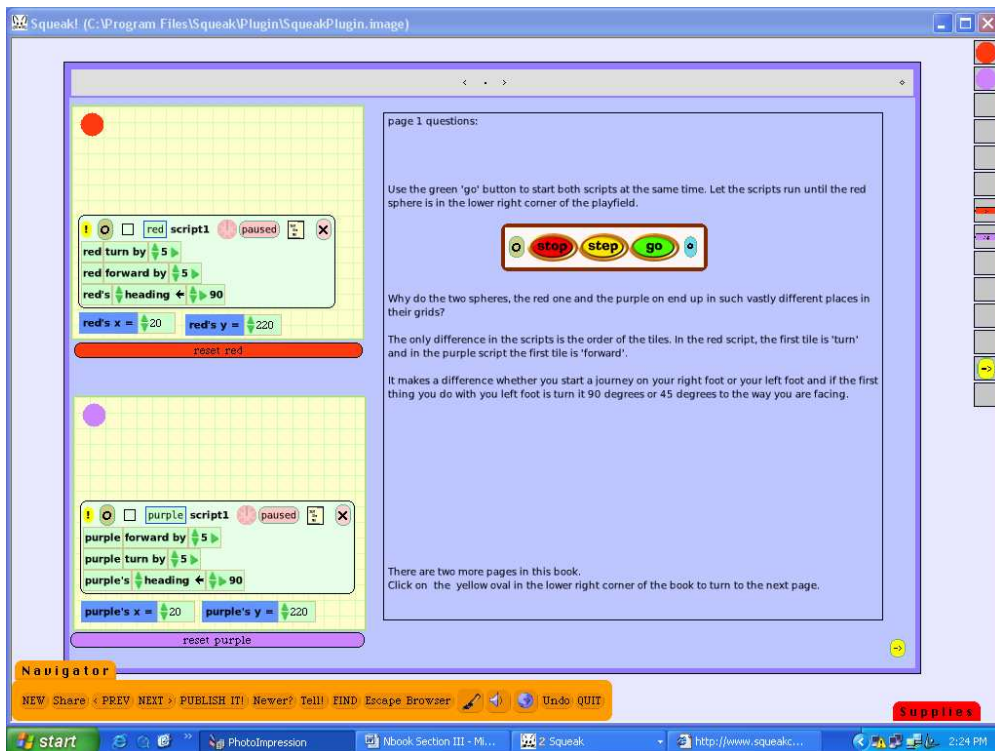 Squeak! (C:\Program Files\Squeak\Plugin\SqueakPlugin.image)
< · >
red script1 paused
red turn by 5
red forward by 5
red's heading ← 90
red's x = 20 red's y = 220
reset red
purple script1 paused
purple forward by 5
purple turn by 5
purple's heading ← 90
purple's x = 20 purple's y = 220
reset purple
page 1 questions:
Use the green 'go' button to start both scripts at the same time. Let the scripts run until the red
sphere is in the lower right corner of the playfield.
stop step go
Why do the two spheres, the red one and the purple on end up in such vastly different places in
their grids?
The only difference in the scripts is the order of the tiles. In the red script, the first tile is 'turn'
and in the purple script the first tile is 'forward'.
It makes a difference whether you start a journey on your right foot or your left foot and if the first
thing you do with you left foot is turn it 90 degrees or 45 degrees to the way you are facing.
There are two more pages in this book.
Click on the yellow oval in the lower right corner of the book to turn to the next page.
->
->
Navigator
NEW Share < PREV NEXT > PUBLISH IT! Newer? Tell! FIND Escape Browser Undo QUIT
Supplies
start PhotoImpression Nbook Section III - Mi... 2 Squeak http://www.squeakc... 2:24 PM